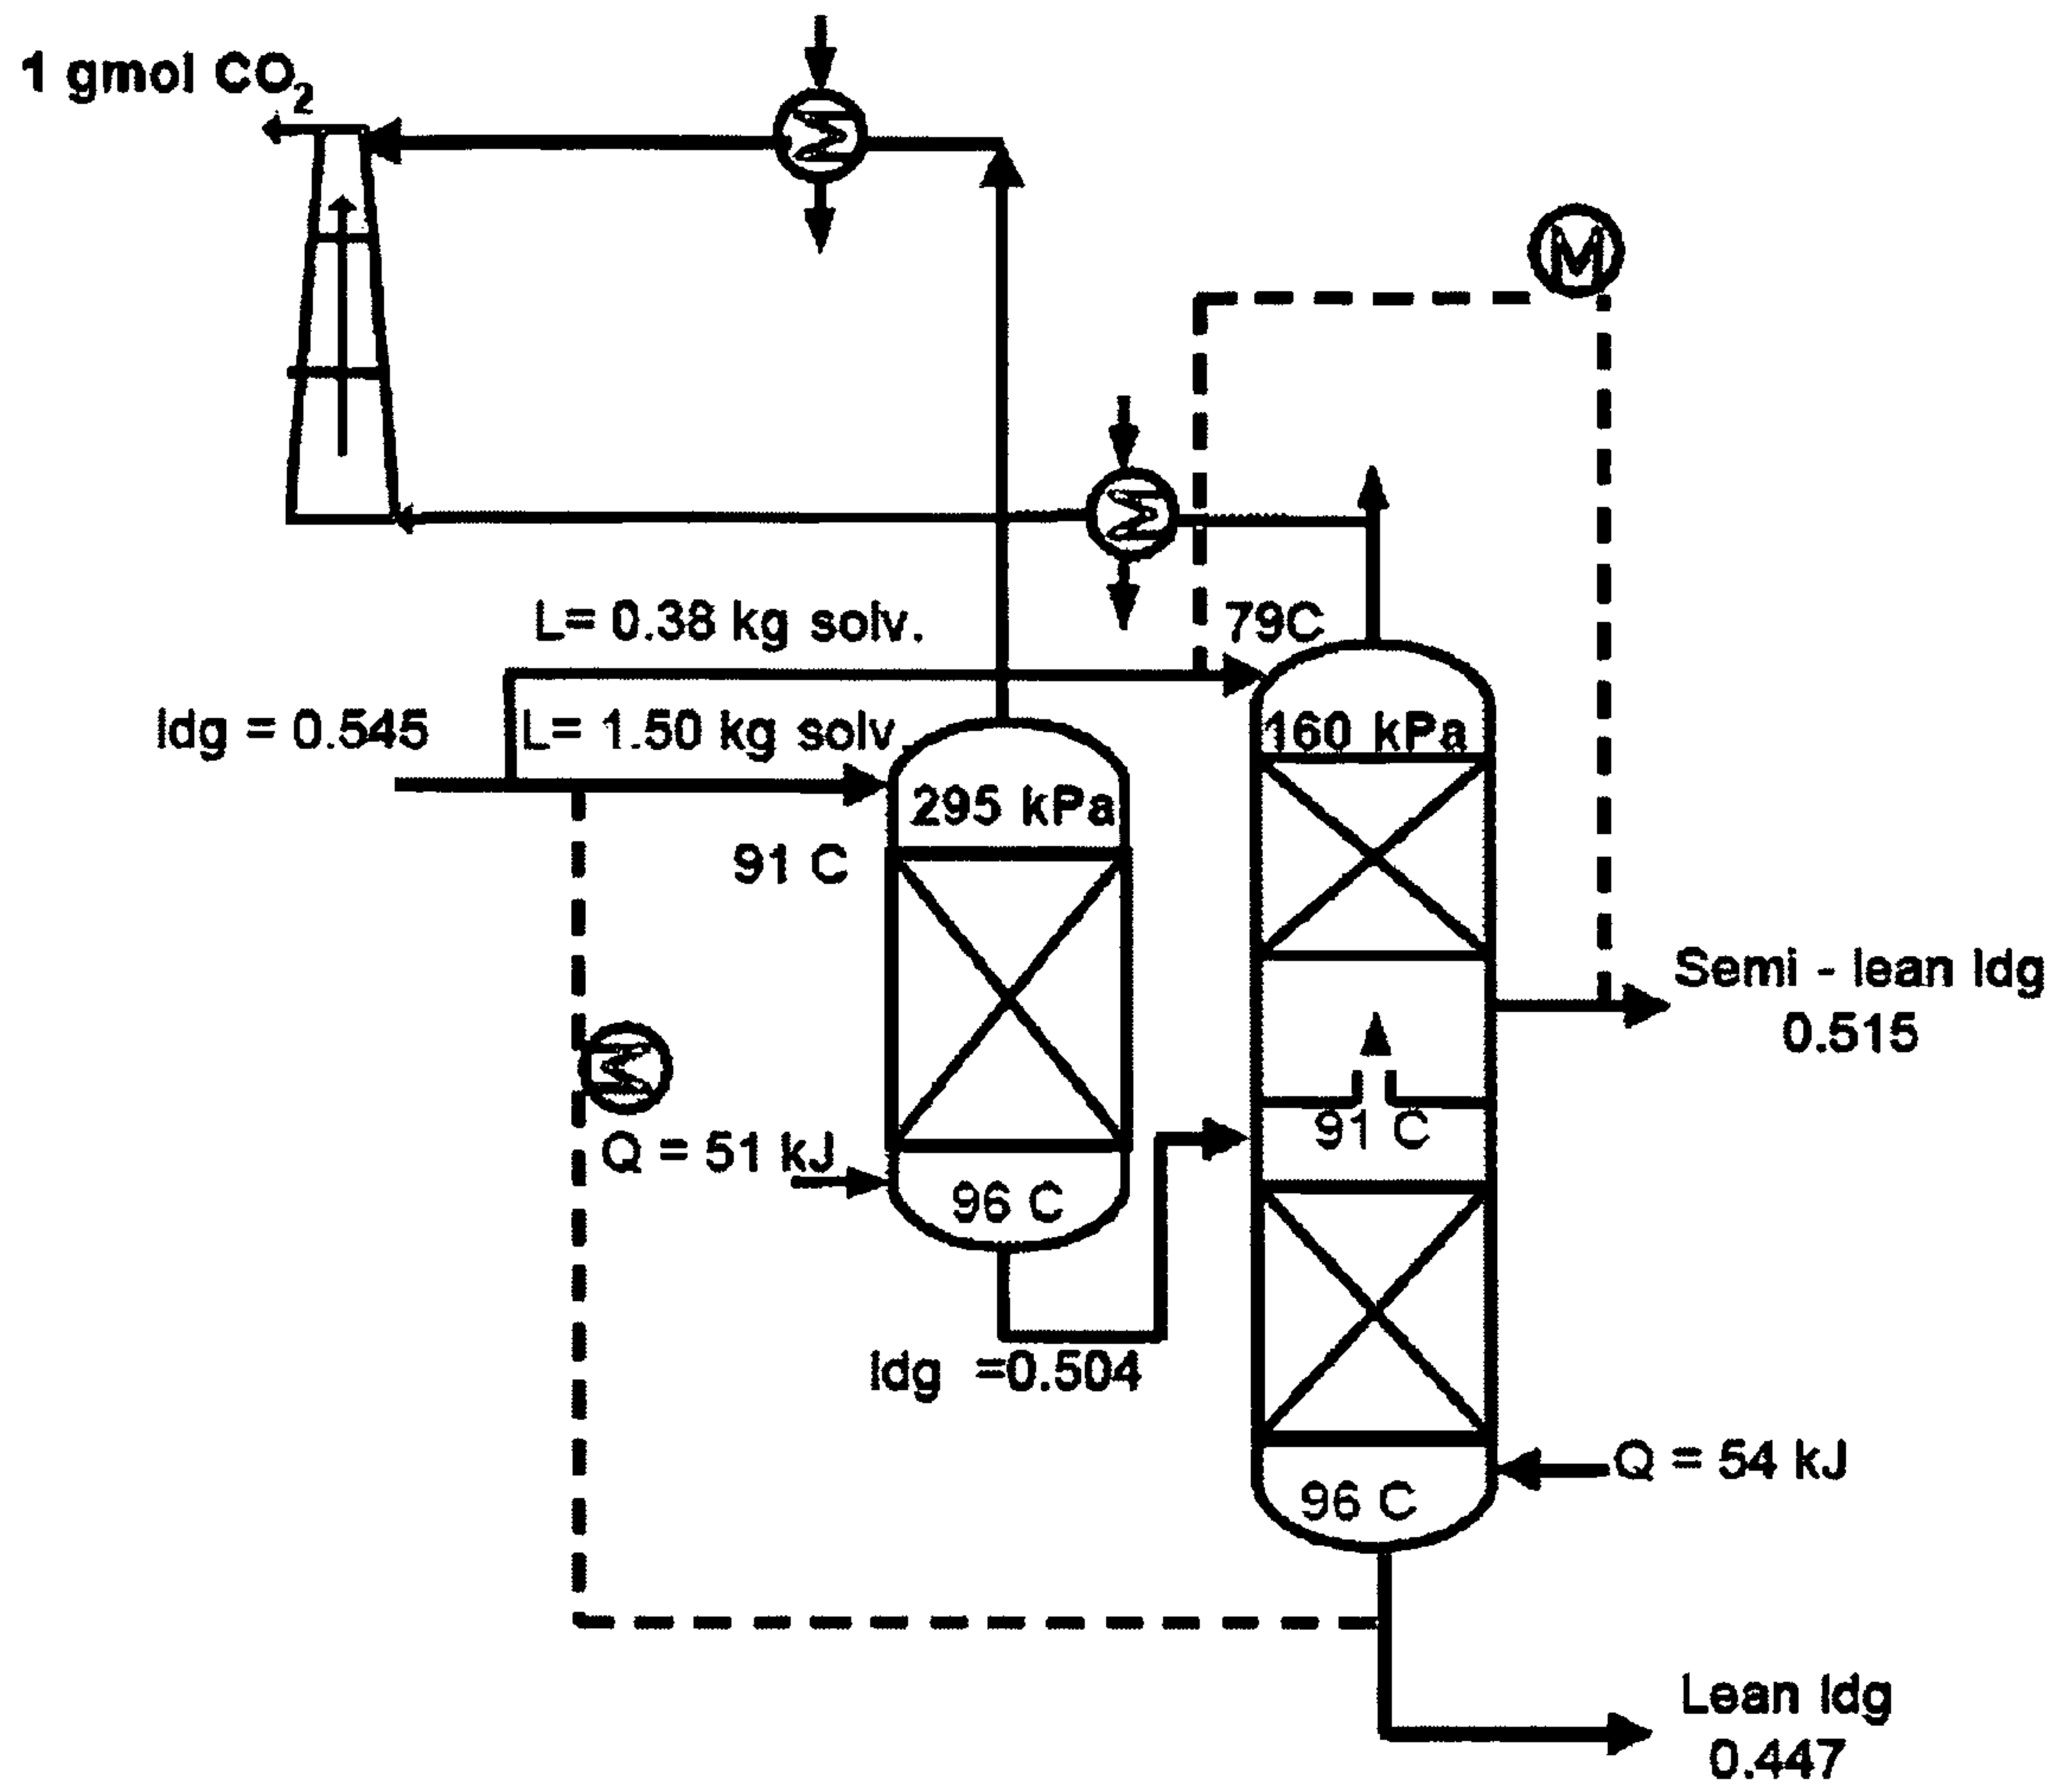 1 gmol CO2
M
L= 0.38 kg solv.
79C
ldg = 0.545
L= 1.50 kg solv.
160 kPa
295 kPa
91 C
Semi - lean ldg
0.515
91 C
Q = 51 kJ
96 C
ldg =0.504
Q = 54 kJ
96 C
Lean ldg
0.447